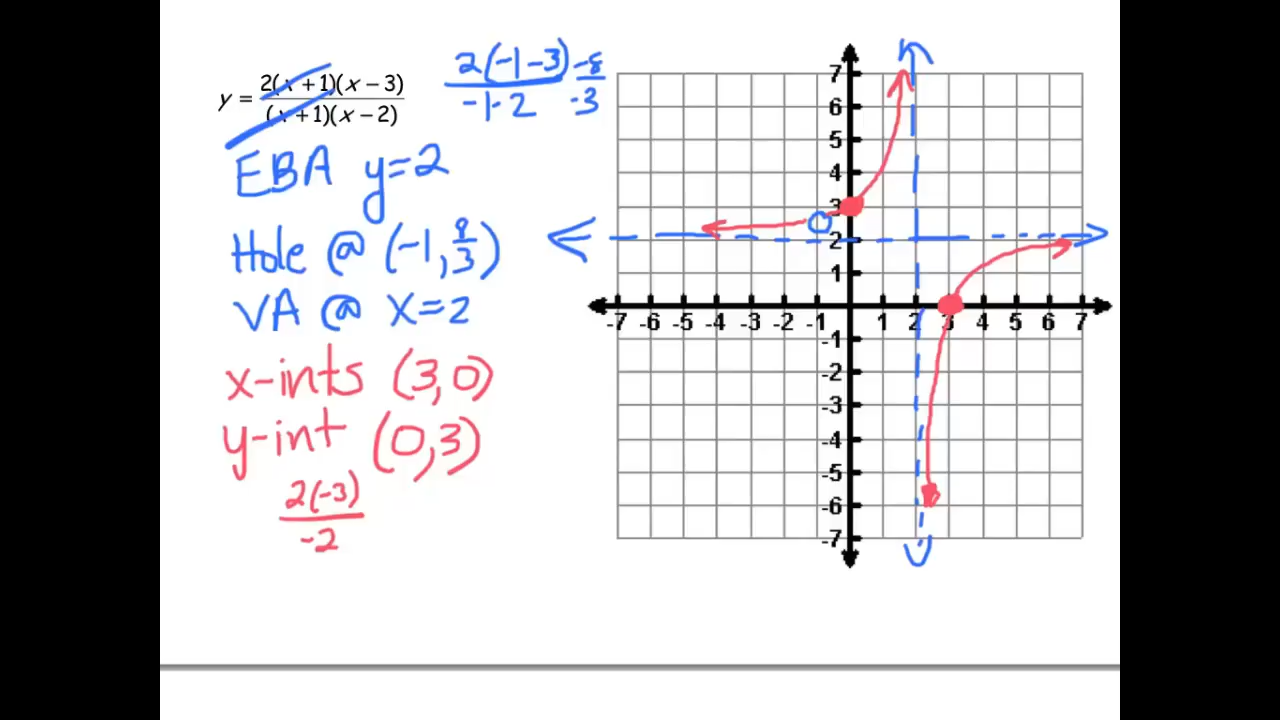 y = 2(x + 1)(x − 3) / (x + 1)(x − 2)
2(-1-3) / -1-2 -8/-3
EBA y=2
Hole @ (-1, 8/3)
VA @ x=2
x-ints (3,0)
y-int (0,3)
2(-3) / -2
7
6
5
4
3
2
1
-7 -6 -5 -4 -3 -2 -1 1 2 3 4 5 6 7
-1
-2
-3
-4
-5
-6
-7